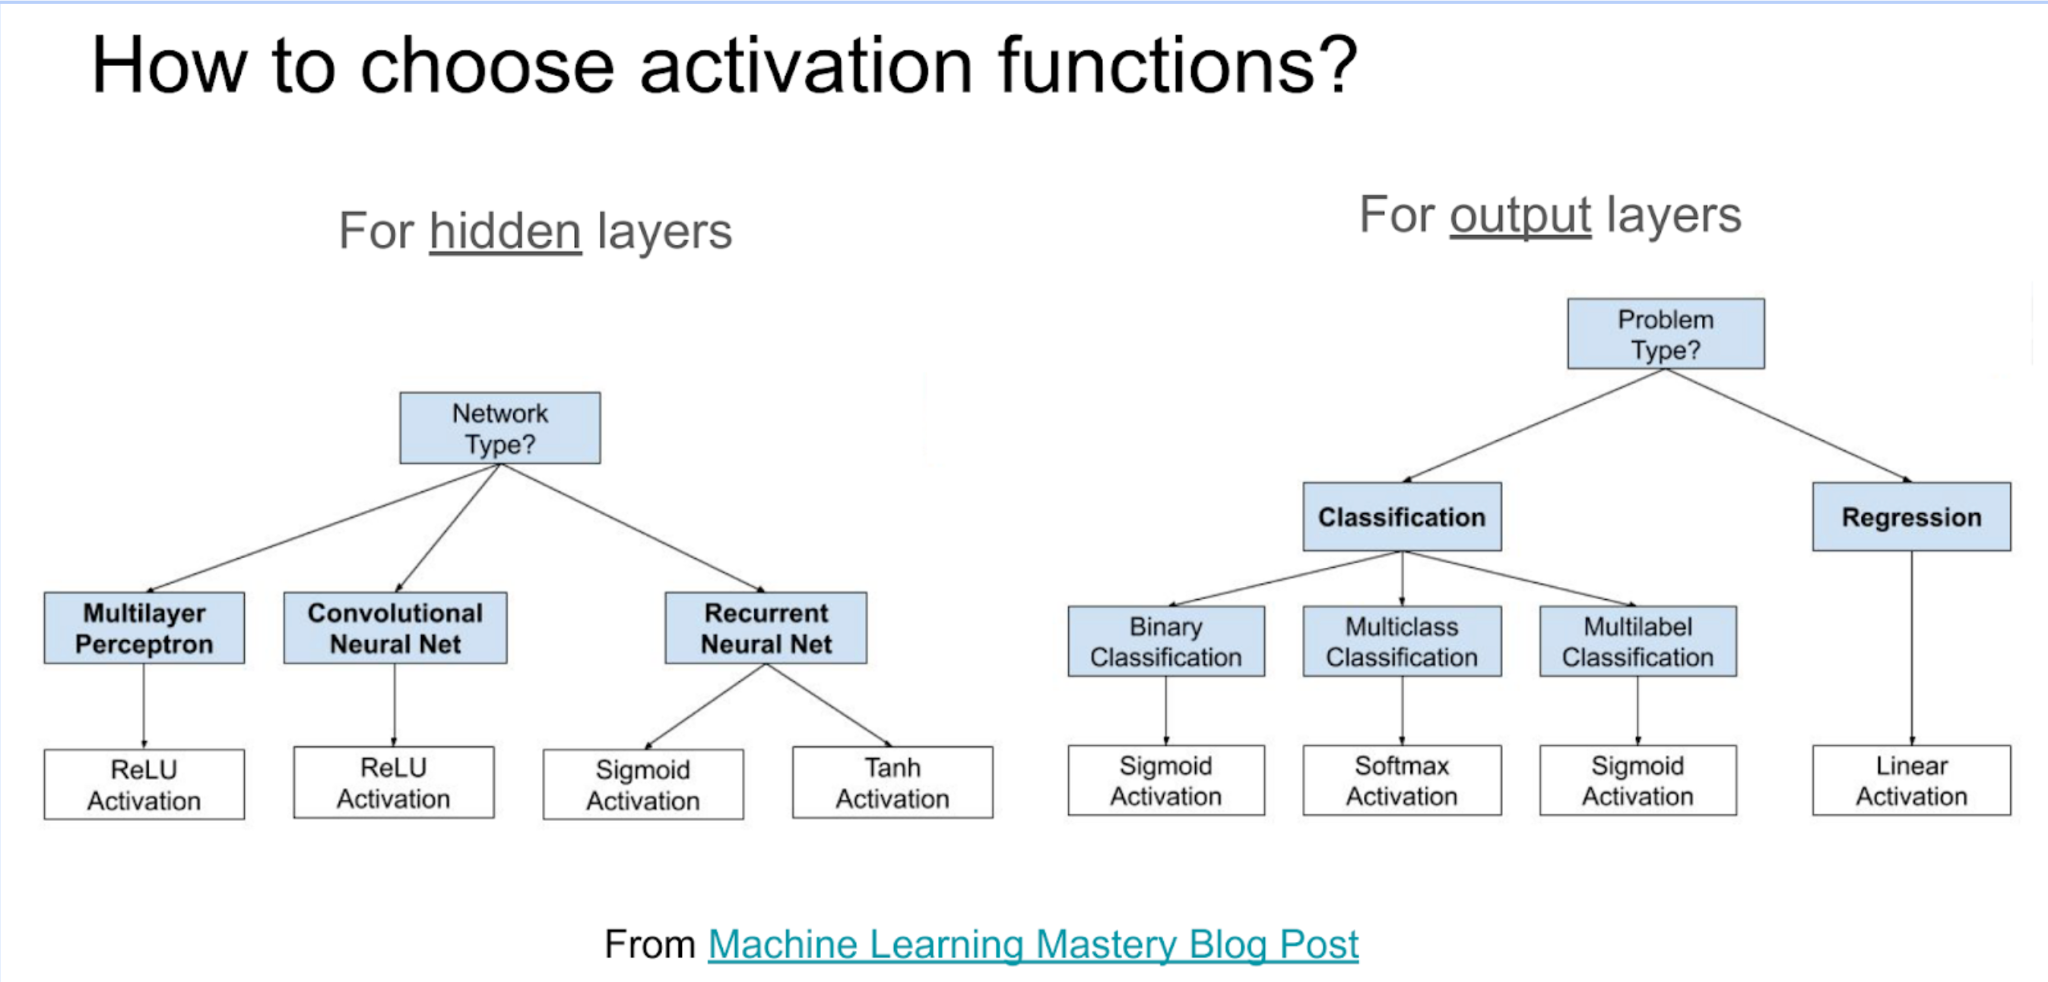 How to choose activation functions?
For hidden layers
Network
Type?
Multilayer
Perceptron
Convolutional
Neural Net
Recurrent
Neural Net
ReLU
Activation
ReLU
Activation
Sigmoid
Activation
Tanh
Activation
For output layers
Problem
Type?
Classification
Regression
Binary
Classification
Multiclass
Classification
Multilabel
Classification
Sigmoid
Activation
Softmax
Activation
Sigmoid
Activation
Linear
Activation
From Machine Learning Mastery Blog Post